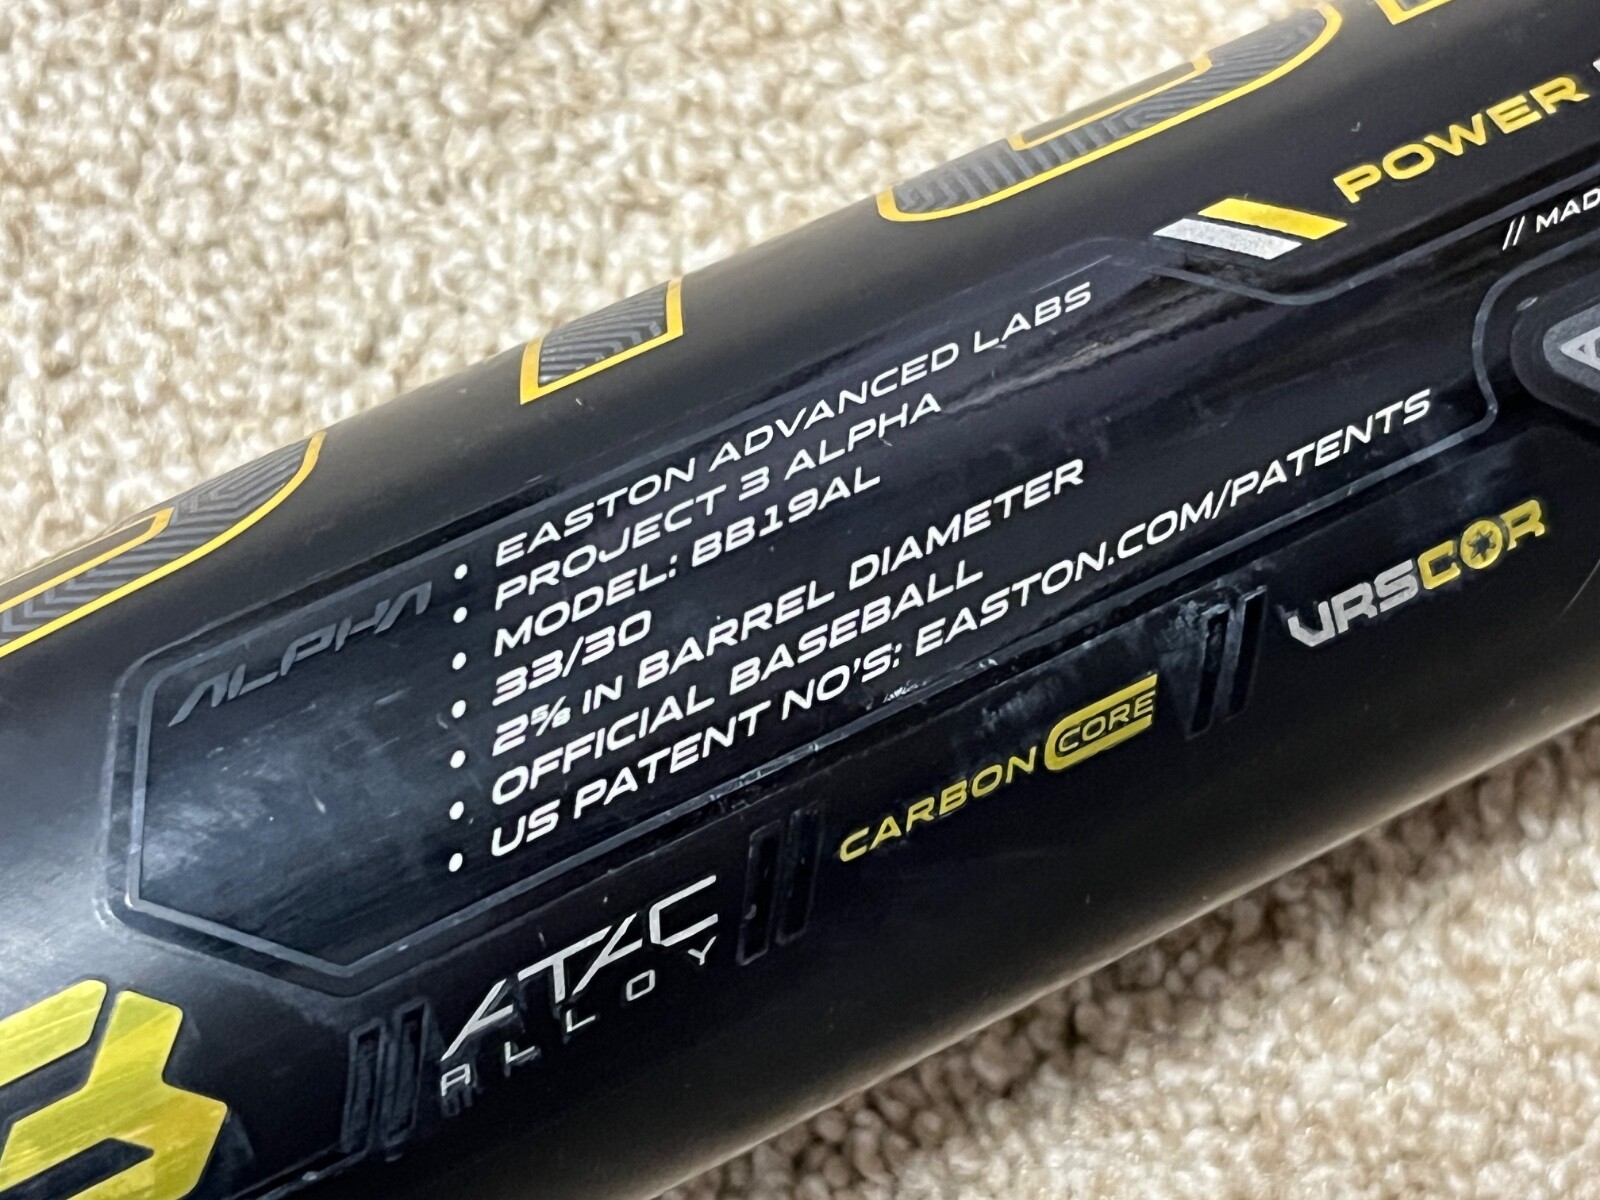 POWER
// MAD
ALPHA
• EASTON ADVANCED LABS
• PROJECT 3 ALPHA
• MODEL: BB19AL
• 33/30
• 2⅝ IN BARREL DIAMETER
• OFFICIAL BASEBALL
• US PATENT NO'S: EASTON.COM/PATENTS
ATAC
ALLOY
CARBON CORE
VRSCOR